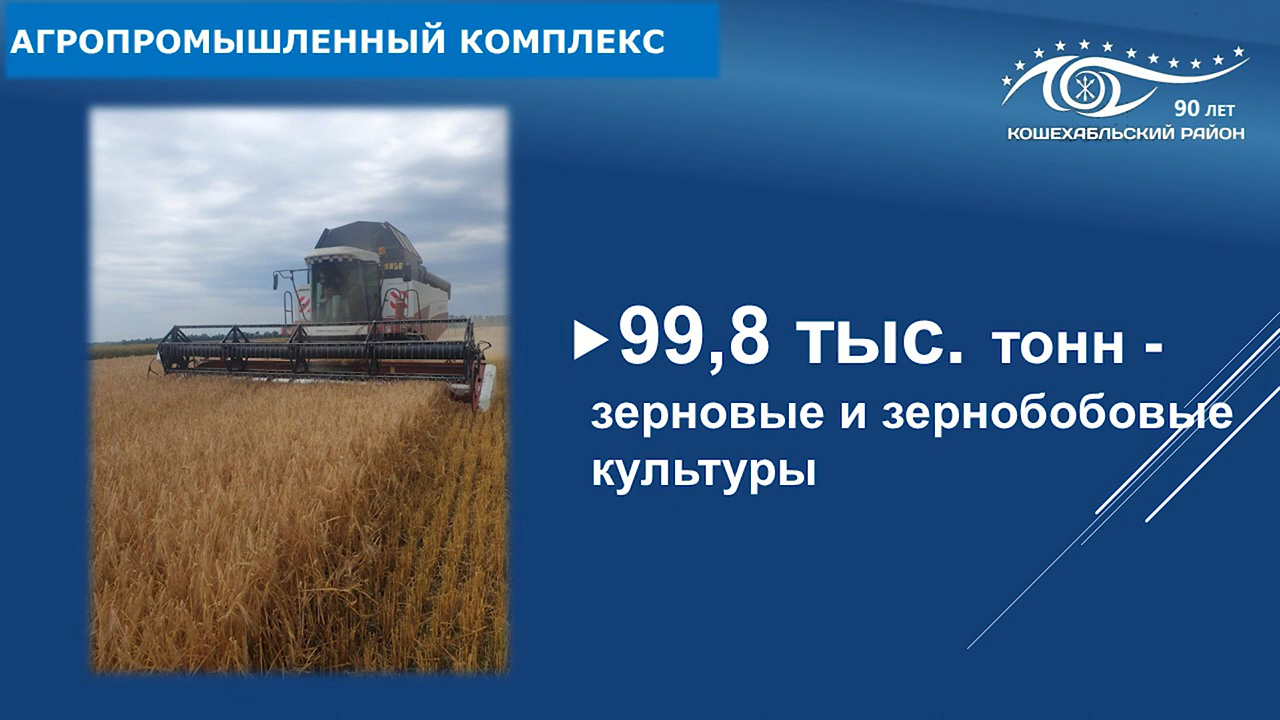 АГРОПРОМЫШЛЕННЫЙ КОМПЛЕКС
90 ЛЕТ
КОШЕХАБЛЬСКИЙ РАЙОН
99,8 тыс. тонн -
зерновые и зернобобовые
культуры